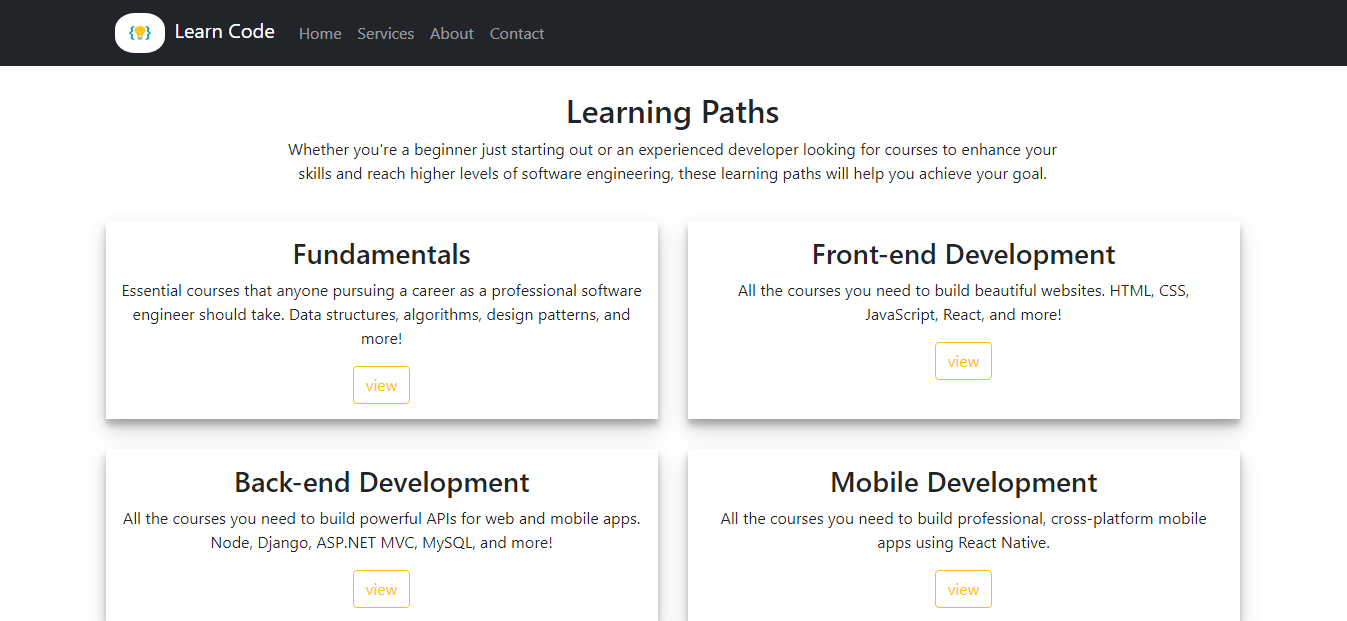 Learn Code Home Services About Contact
Learning Paths
Whether you're a beginner just starting out or an experienced developer looking for courses to enhance your
skills and reach higher levels of software engineering, these learning paths will help you achieve your goal.
Fundamentals
Essential courses that anyone pursuing a career as a professional software
engineer should take. Data structures, algorithms, design patterns, and
more!
view
Front-end Development
All the courses you need to build beautiful websites. HTML, CSS,
JavaScript, React, and more!
view
Back-end Development
All the courses you need to build powerful APIs for web and mobile apps.
Node, Django, ASP.NET MVC, MySQL, and more!
view
Mobile Development
All the courses you need to build professional, cross-platform mobile
apps using React Native.
view